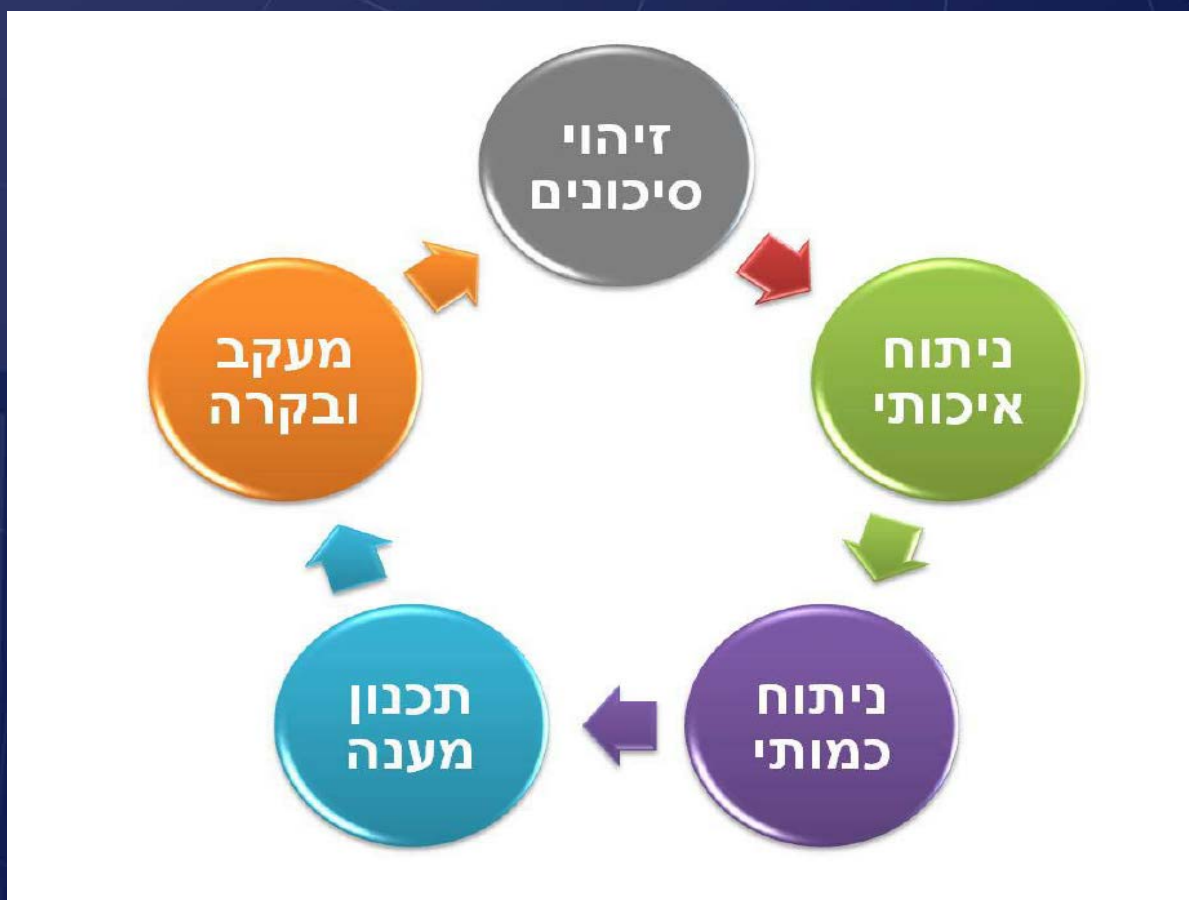 זיהוי
סיכונים
ניתוח
איכותי
ניתוח
כמותי
תכנון
מענה
מעקב
ובקרה